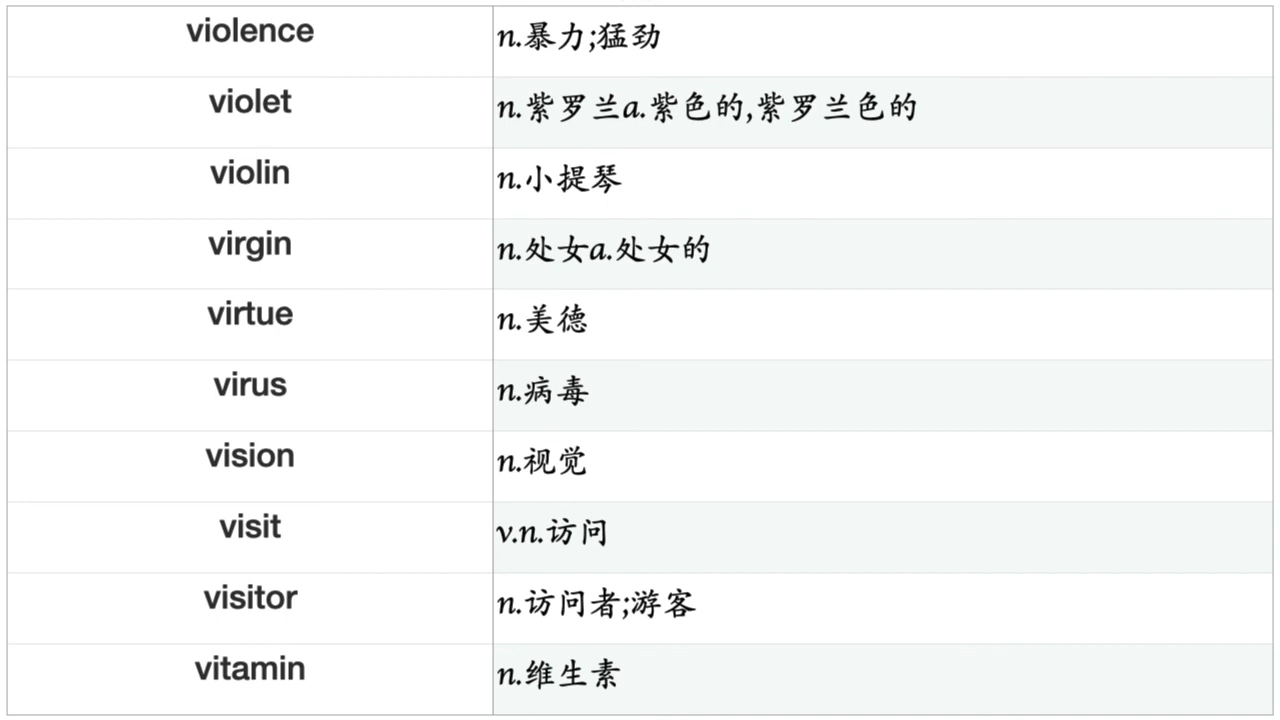 violence n.暴力;猛劲
violet n.紫罗兰a.紫色的,紫罗兰色的
violin n.小提琴
virgin n.处女a.处女的
virtue n.美德
virus n.病毒
vision n.视觉
visit v.n.访问
visitor n.访问者;游客
vitamin n.维生素